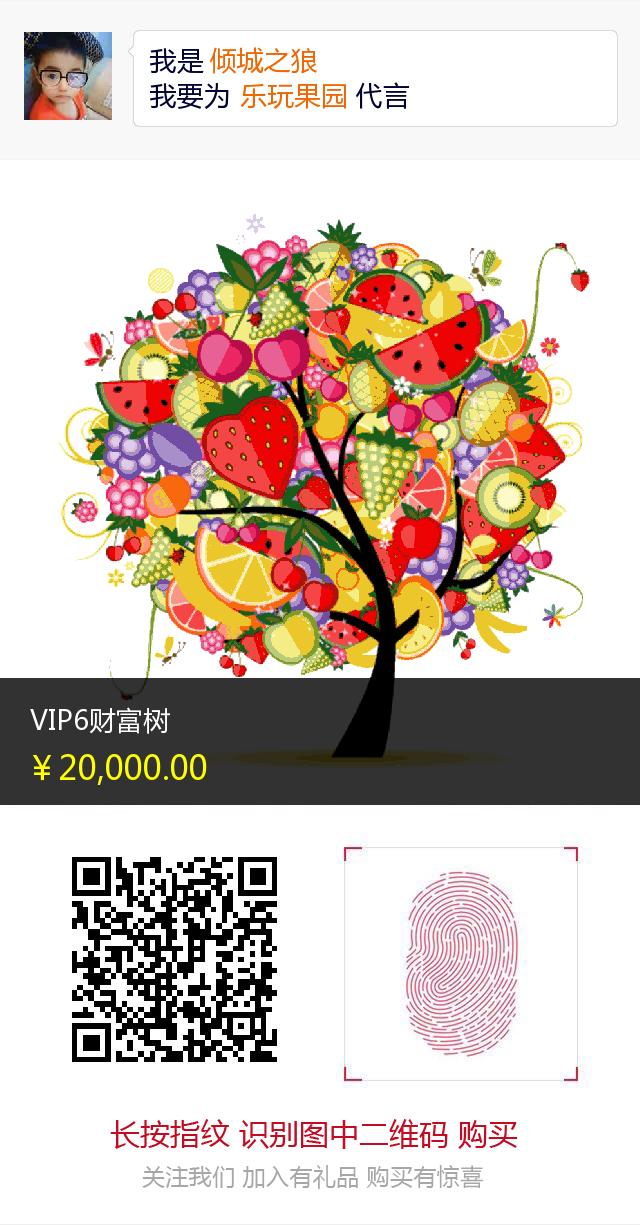 我是 倾城之狼
我要为 乐玩果园 代言
VIP6财富树
￥20,000.00
长按指纹 识别图中二维码 购买
关注我们 加入有礼品 购买有惊喜